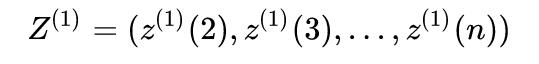 Z⁽¹⁾ = (z⁽¹⁾(2), z⁽¹⁾(3), . . . , z⁽¹⁾(n))